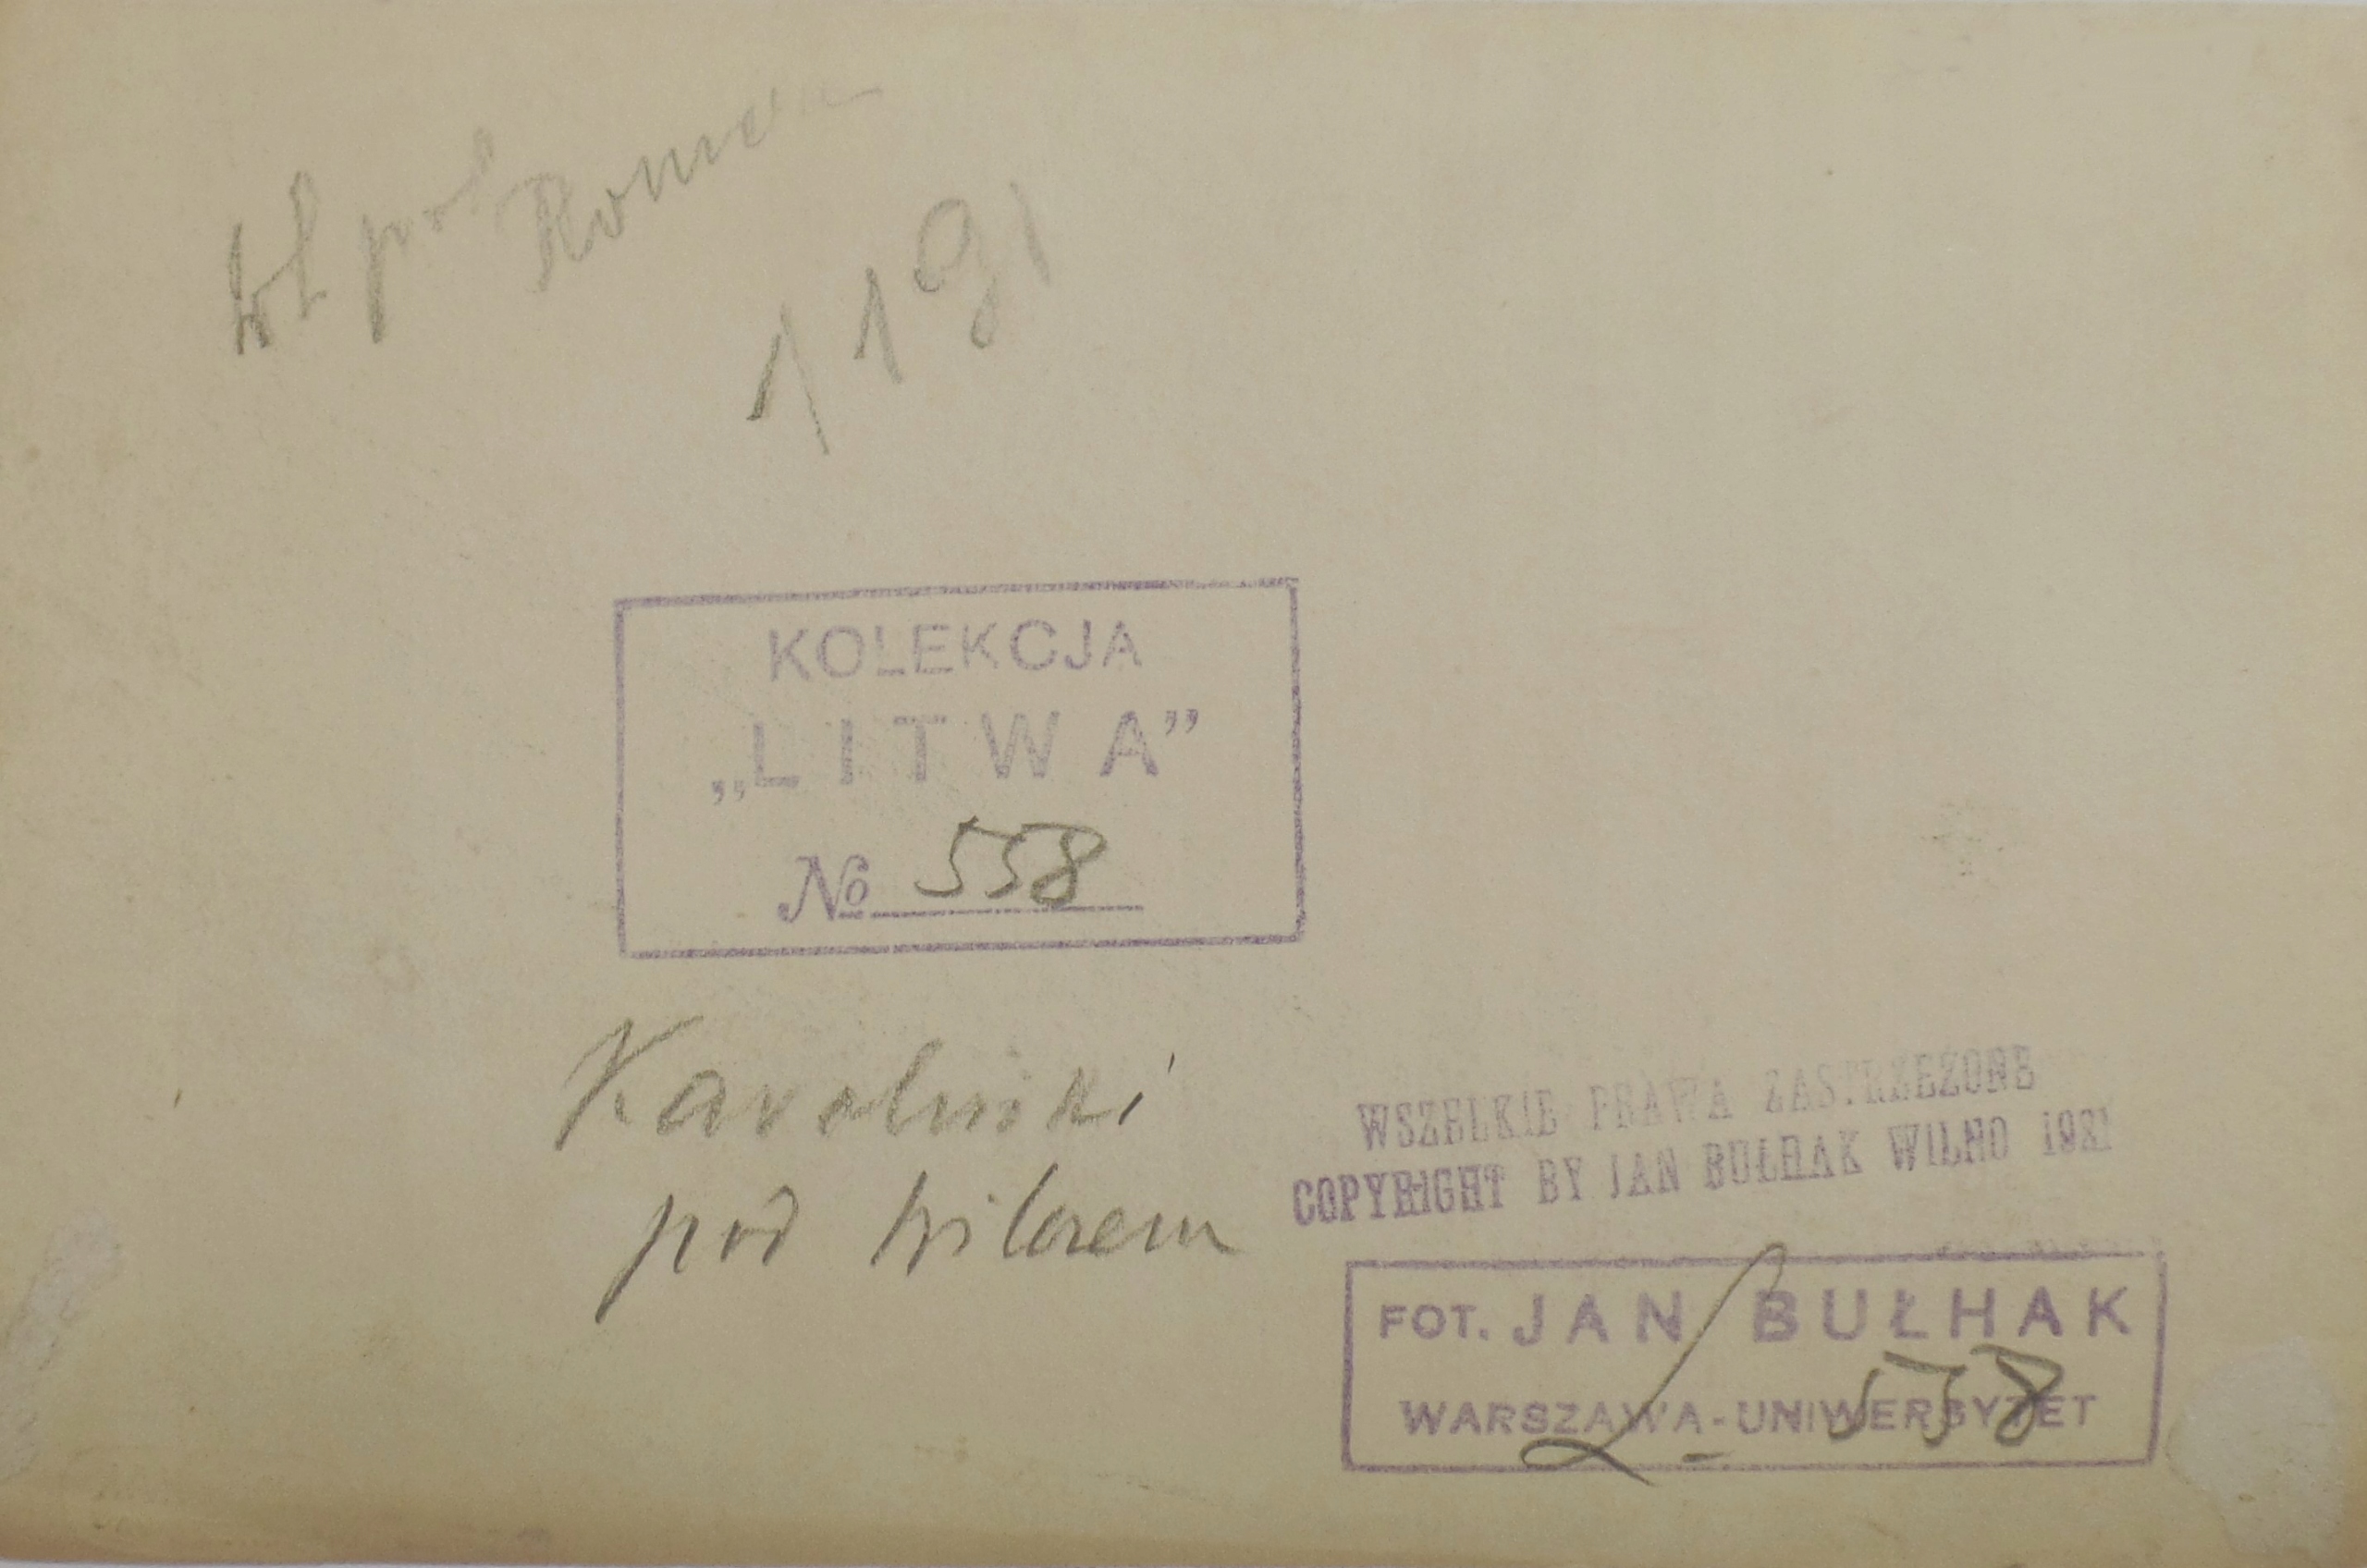 pod
1191
KOLEKCJA
„LITWA”
№ 558
Karolinki
pod Wilnem
WSZELKIE PRAWA ZASTRZEŻONE
COPYRIGHT BY JAN BUŁHAK WILNO
FOT. JAN BUŁHAK
WARSZAWA-UNIWERSYTET
L-558